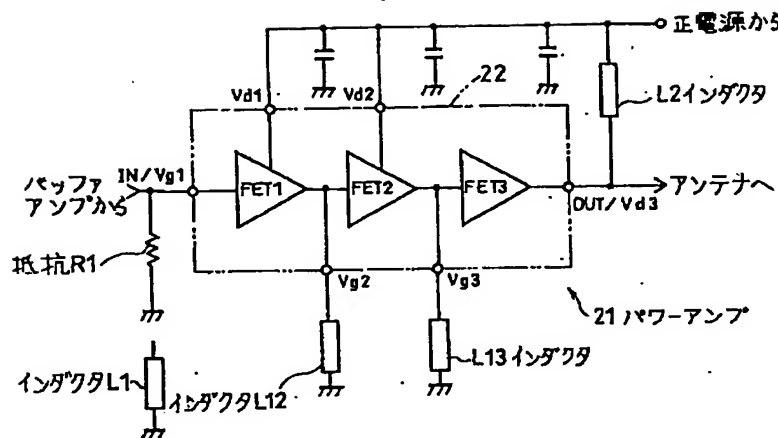 正電源から
22
Vd1
Vd2
L2インダクタ
バッファ
アンプから
IN/Vg1
FET1
FET2
FET3
アンテナへ
OUT/Vd3
抵抗R1
Vg2
Vg3
21 パワーアンプ
インダクタL1
インダクタL12
L13インダクタ